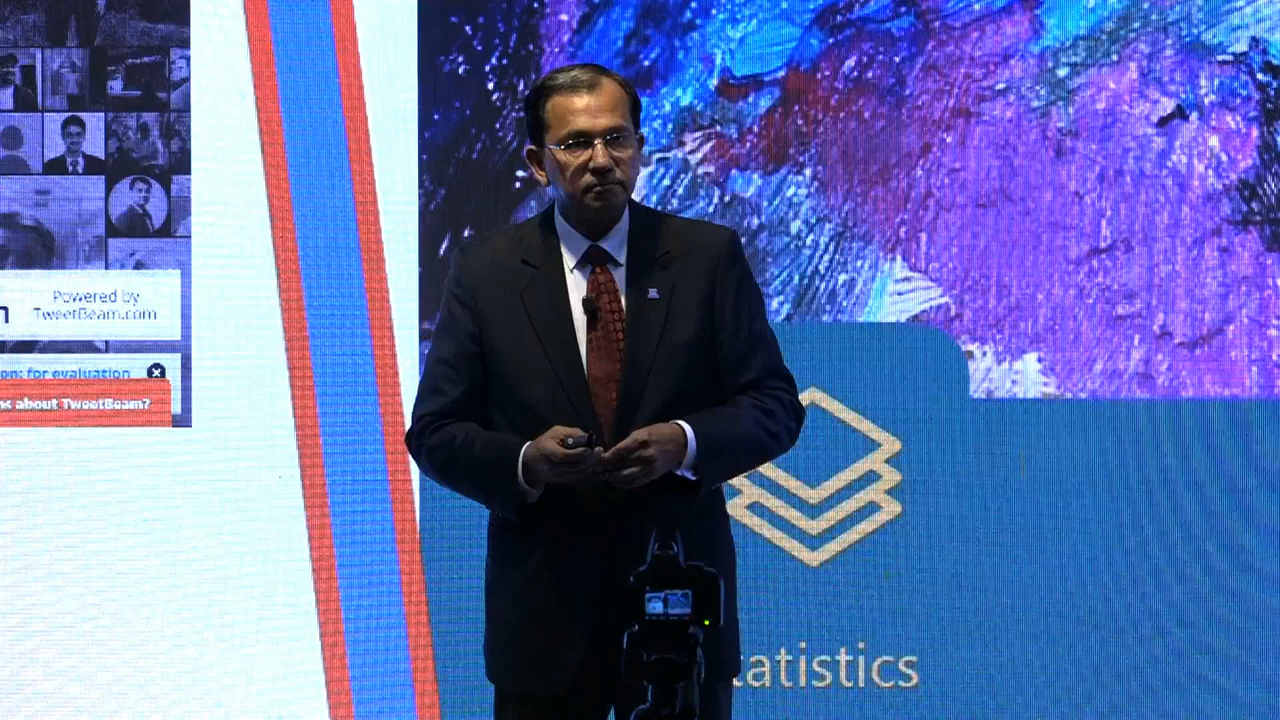 Powered by
TweetBeam.com
for evaluation
about TweetBeam?
tatistics